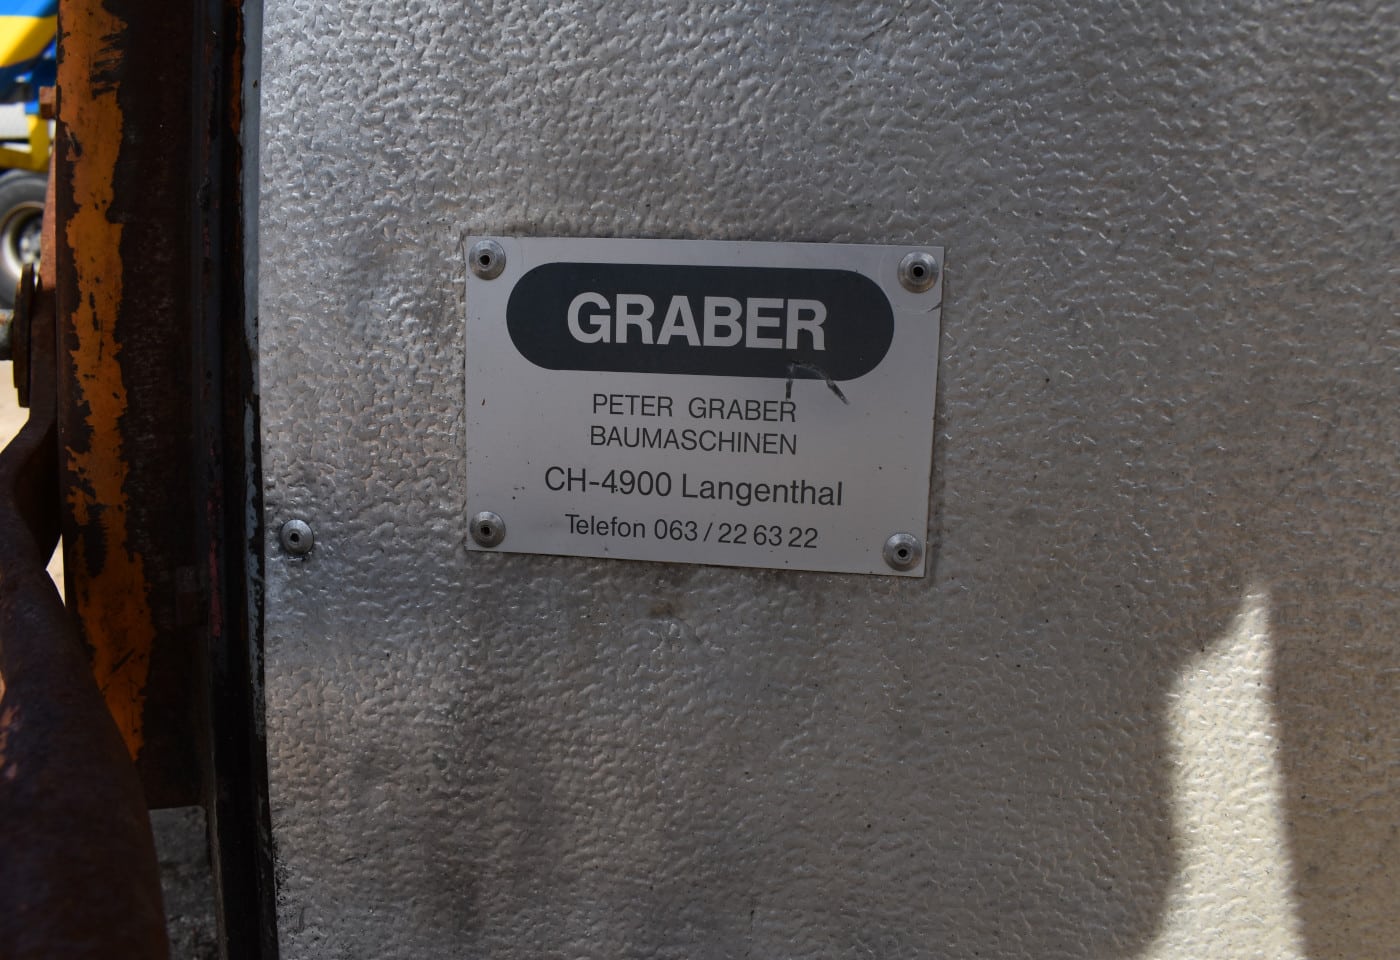 GRABER
PETER GRABER
BAUMASCHINEN
CH-4900 Langenthal
Telefon 063 / 22 63 22